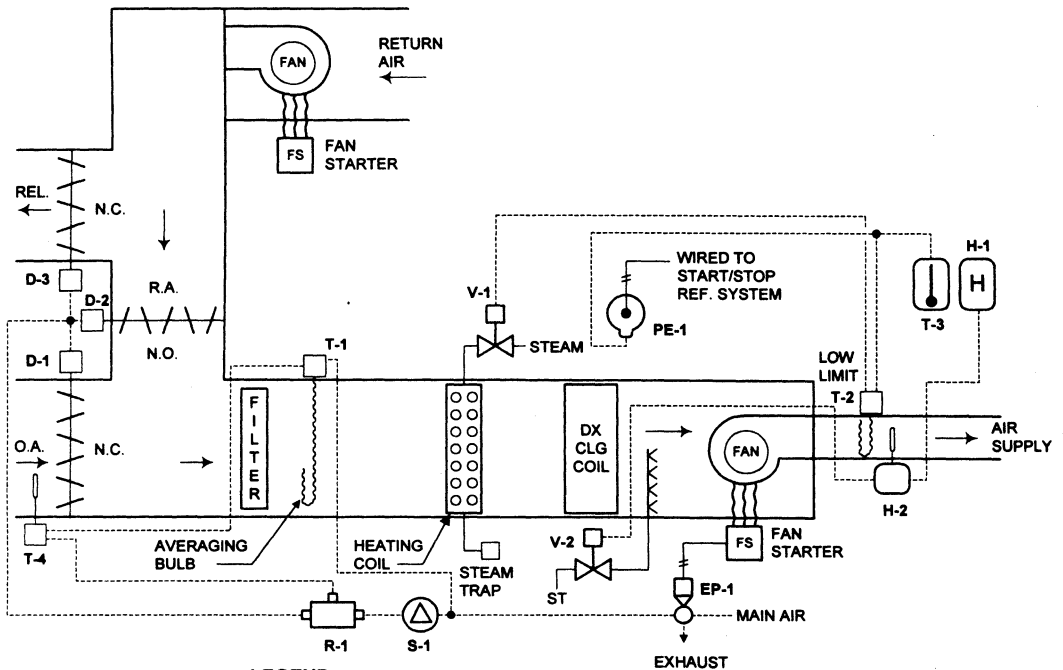 RETURN
AIR
FAN
FS
FAN
STARTER
REL.
N.C.
D-3
D-2
R.A.
N.O.
D-1
WIRED TO
START/STOP
REF. SYSTEM
V-1
PE-1
STEAM
H-1
H
T-3
LOW
LIMIT
T-2
T-1
O.A.
N.C.
FILTER
DX
CLG
COIL
FAN
AIR
SUPPLY
H-2
T-4
AVERAGING
BULB
HEATING
COIL
STEAM
TRAP
V-2
ST
FS
FAN
STARTER
EP-1
MAIN AIR
R-1
S-1
EXHAUST